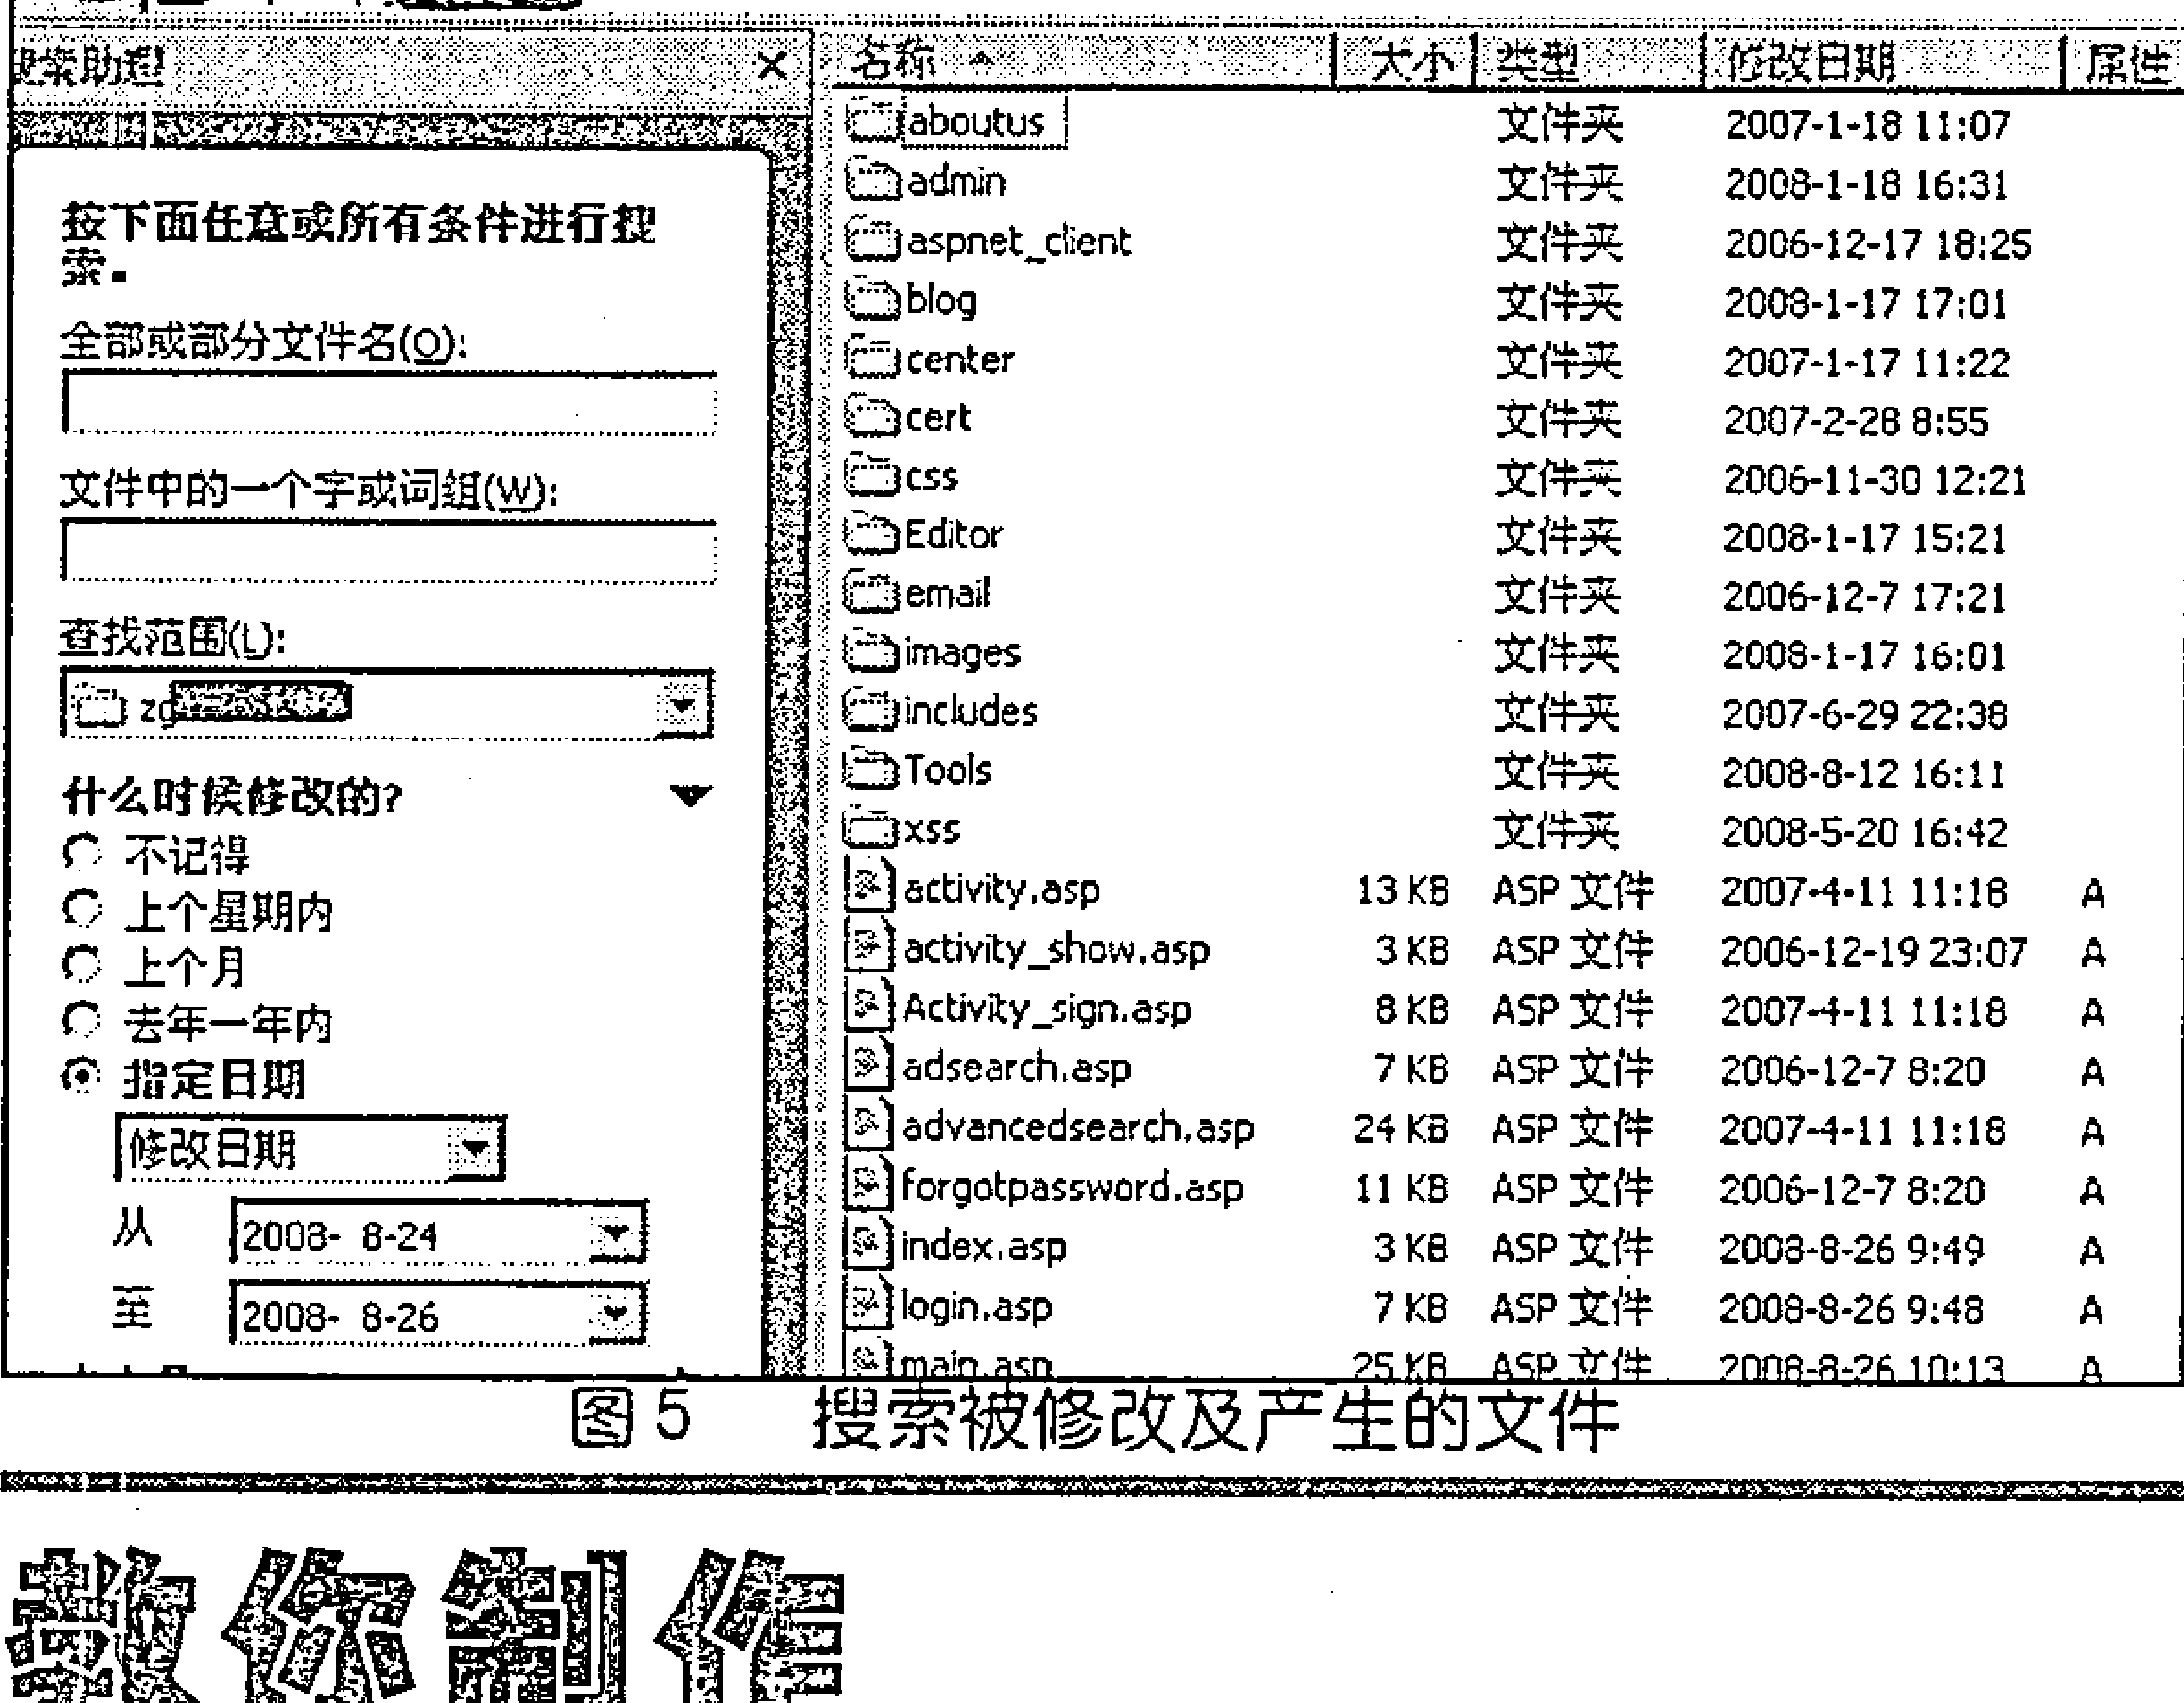 搜索助理
按下面任意或所有条件进行搜
索。
全部或部分文件名(O):
文件中的一个字或词组(W):
查找范围(L):
什么时候修改的?
不记得
上个星期内
上个月
去年一年内
指定日期
修改日期
从 2008- 8-24
至 2008- 8-26
名称 大小 类型 修改日期 属性
aboutus 文件夹 2007-1-18 11:07
admin 文件夹 2008-1-18 16:31
aspnet_client 文件夹 2006-12-17 18:25
blog 文件夹 2008-1-17 17:01
center 文件夹 2007-1-17 11:22
cert 文件夹 2007-2-28 8:55
css 文件夹 2006-11-30 12:21
Editor 文件夹 2008-1-17 15:21
email 文件夹 2006-12-7 17:21
images 文件夹 2008-1-17 16:01
includes 文件夹 2007-6-29 22:38
Tools 文件夹 2008-8-12 16:11
xss 文件夹 2008-5-20 16:42
activity.asp 13 KB ASP 文件 2007-4-11 11:18 A
activity_show.asp 3 KB ASP 文件 2006-12-19 23:07 A
Activity_sign.asp 8 KB ASP 文件 2007-4-11 11:18 A
adsearch.asp 7 KB ASP 文件 2006-12-7 8:20 A
advancedsearch.asp 24 KB ASP 文件 2007-4-11 11:18 A
forgotpassword.asp 11 KB ASP 文件 2006-12-7 8:20 A
index.asp 3 KB ASP 文件 2008-8-26 9:49 A
login.asp 7 KB ASP 文件 2008-8-26 9:48 A
main.asp 25 KB ASP 文件 2008-8-26 10:13 A
图 5 搜索被修改及产生的文件
教你制作